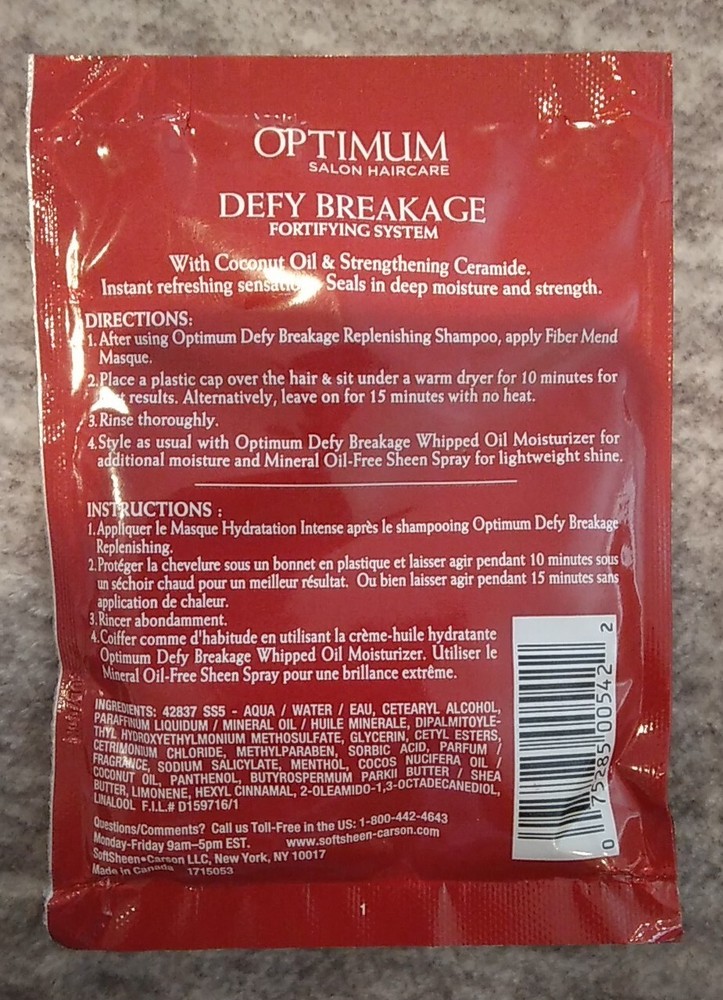 OPTIMUM
SALON HAIRCARE
DEFY BREAKAGE
FORTIFYING SYSTEM
With Coconut Oil & Strengthening Ceramide.
Instant refreshing Seals in deep moisture and strength.
DIRECTIONS:
1. After using Optimum Defy Breakage Replenishing Shampoo, apply Fiber Mend
Masque.
2. Place a plastic cap over the hair & sit under a warm dryer for 10 minutes for
results. Alternatively, leave on for 15 minutes with no heat.
3. Rinse thoroughly.
4. Style as usual with Optimum Defy Breakage Whipped Oil Moisturizer for
additional moisture and Mineral Oil-Free Sheen Spray for lightweight shine.
INSTRUCTIONS :
1. Appliquer le Masque Hydratation Intense après le shampooing Optimum Defy Breakage
Replenishing.
2. Protéger la chevelure sous un bonnet en plastique et laisser agir pendant 10 minutes sous
un séchoir chaud pour un meilleur résultat. Ou bien laisser agir pendant 15 minutes sans
application de chaleur.
3. Rincer abondamment.
4. Coiffer comme d'habitude en utilisant la crème-huile hydratante
Optimum Defy Breakage Whipped Oil Moisturizer. Utiliser le
Mineral Oil-Free Sheen Spray pour une brillance extrême.
INGREDIENTS: 42837 SS5 - AQUA / WATER / EAU, CETEARYL ALCOHOL,
PARAFFINUM LIQUIDUM / MINERAL OIL / HUILE MINERALE, DIPALMITOYLE-
THYL HYDROXYETHYLMONIUM METHOSULFATE, GLYCERIN, CETYL ESTERS,
CETRIMONIUM CHLORIDE, METHYLPARABEN, SORBIC ACID, PARFUM /
FRAGRANCE, SODIUM SALICYLATE, MENTHOL, COCOS NUCIFERA OIL /
COCONUT OIL, PANTHENOL, BUTYROSPERMUM PARKII BUTTER / SHEA
BUTTER, LIMONENE, HEXYL CINNAMAL, 2-OLEAMIDO-1,3-OCTADECANEDIOL,
LINALOOL F.I.L.# D159716/1
Questions/Comments? Call us Toll-Free in the US: 1-800-442-4643
Monday-Friday 9am–5pm EST. www.softsheen-carson.com
SoftSheen•Carson LLC, New York, NY 10017
Made in Canada 1715053
0 75285 00542 2
1